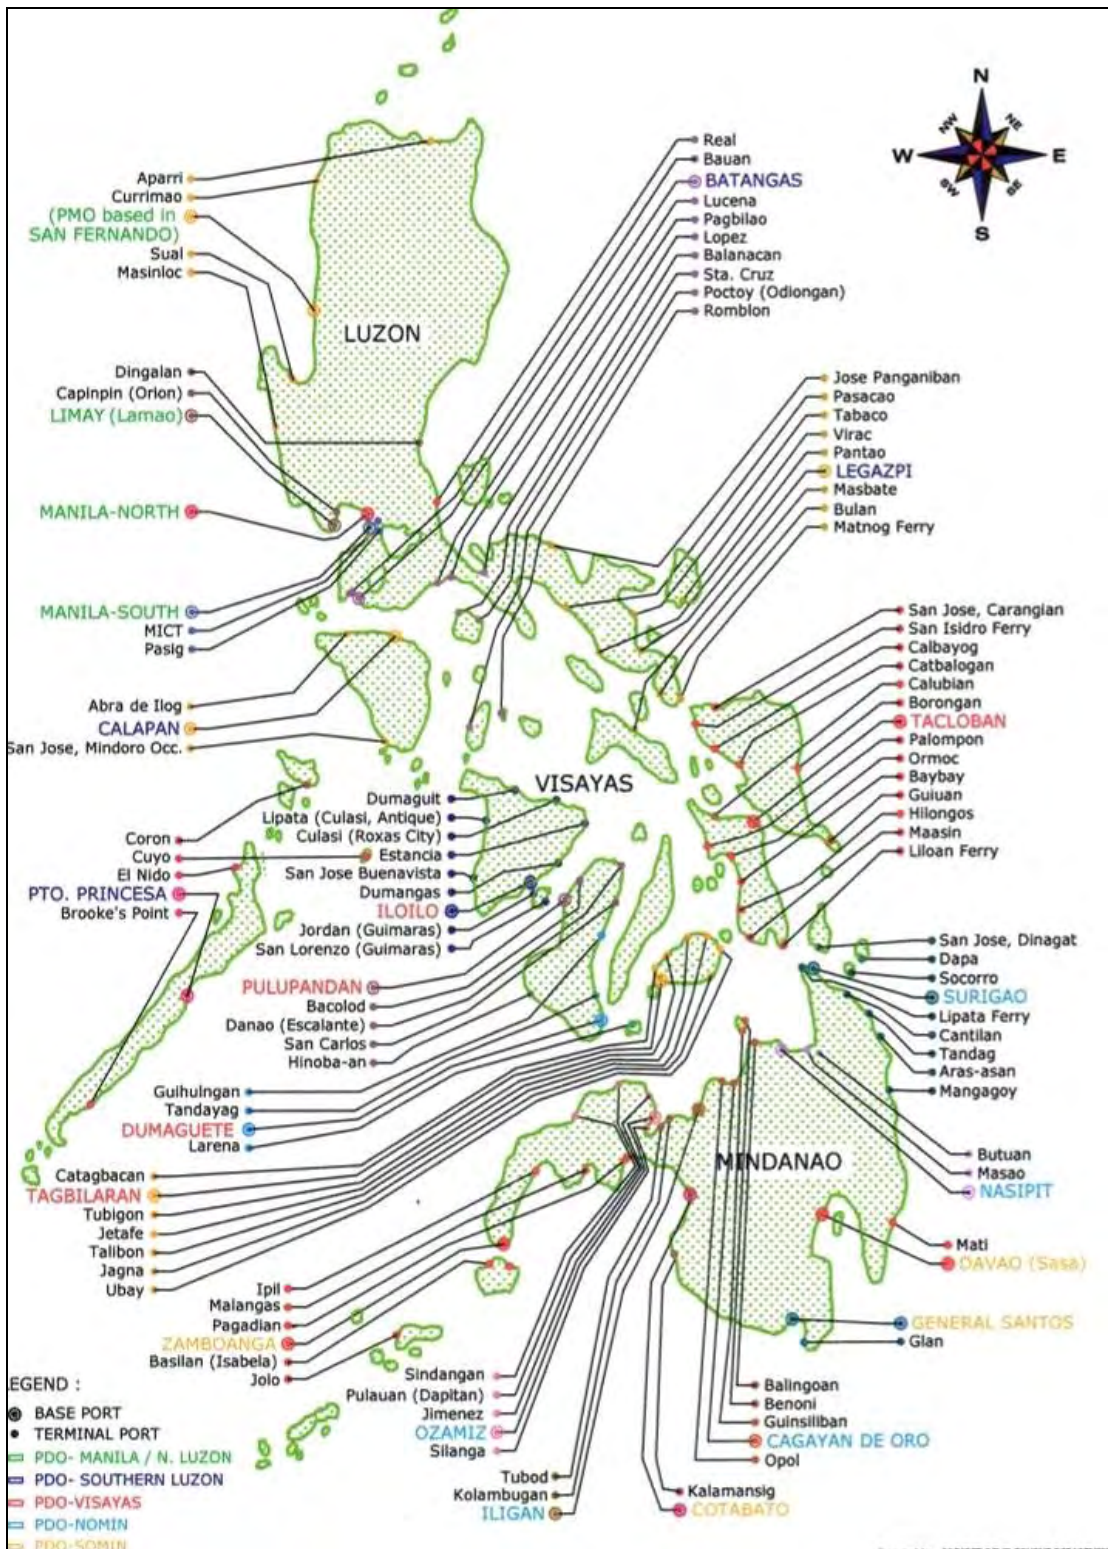 N
NW
NE
W
E
SW
SE
S
Aparri
Currimao
(PMO based in
SAN FERNANDO)
Sual
Masinloc
LUZON
Dingalan
Capinpin (Orion)
LIMAY (Lamao)
MANILA-NORTH
MANILA-SOUTH
MICT
Pasig
Abra de Ilog
CALAPAN
San Jose, Mindoro Occ.
Real
Bauan
BATANGAS
Lucena
Pagbilao
Lopez
Balanacan
Sta. Cruz
Poctoy (Odiongan)
Romblon
Jose Panganiban
Pasacao
Tabaco
Virac
Pantao
LEGAZPI
Masbate
Bulan
Matnog Ferry
San Jose, Carangian
San Isidro Ferry
Calbayog
Catbalogan
Calubian
Borongan
TACLOBAN
Palompon
Ormoc
Baybay
Guiuan
Hilongos
Maasin
Liloan Ferry
VISAYAS
Dumaguit
Lipata (Culasi, Antique)
Culasi (Roxas City)
Estancia
San Jose Buenavista
Dumangas
ILOILO
Jordan (Guimaras)
San Lorenzo (Guimaras)
Coron
Cuyo
El Nido
PTO. PRINCESA
Brooke's Point
PULUPANDAN
Bacolod
Danao (Escalante)
San Carlos
Hinoba-an
Guihulngan
Tandayag
DUMAGUETE
Larena
Catagbacan
TAGBILARAN
Tubigon
Jetafe
Talibon
Jagna
Ubay
San Jose, Dinagat
Dapa
Socorro
SURIGAO
Lipata Ferry
Cantilan
Tandag
Aras-asan
Mangagoy
Butuan
Masao
NASIPIT
MINDANAO
Mati
DAVAO (Sasa)
GENERAL SANTOS
Glan
Ipil
Malangas
Pagadian
ZAMBOANGA
Basilan (Isabela)
Jolo
Sindangan
Pulauan (Dapitan)
Jimenez
OZAMIZ
Silanga
Tubod
Kolambugan
ILIGAN
Balingoan
Benoni
Guinsiliban
CAGAYAN DE ORO
Opol
Kalamansig
COTABATO
LEGEND :
BASE PORT
TERMINAL PORT
PDO- MANILA / N. LUZON
PDO- SOUTHERN LUZON
PDO-VISAYAS
PDO-NOMIN
PDO-SOMIN